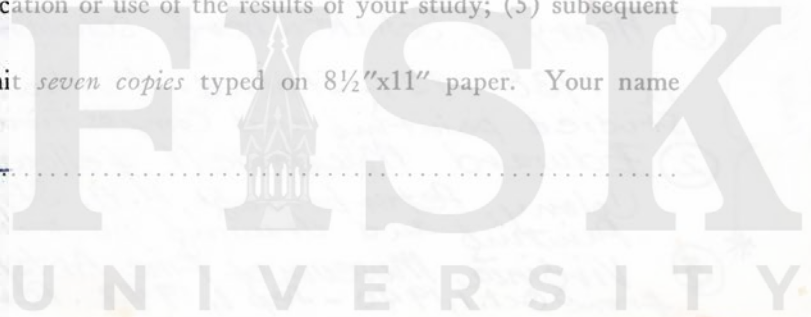 cation or use of the results of your study; (5) subsequent
it seven copies typed on 8½"x11" paper. Your name
FISK
UNIVERSITY